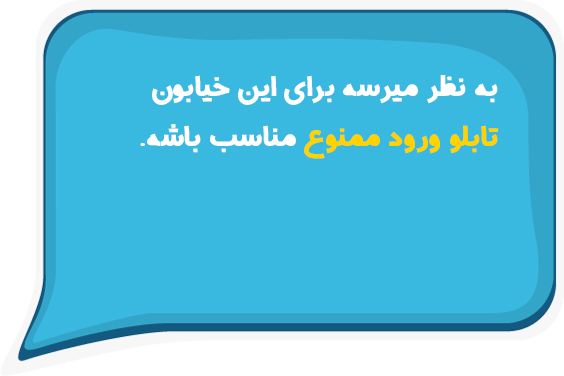 به نظر میرسه برای این خیابون
تابلو ورود ممنوع مناسب باشه.